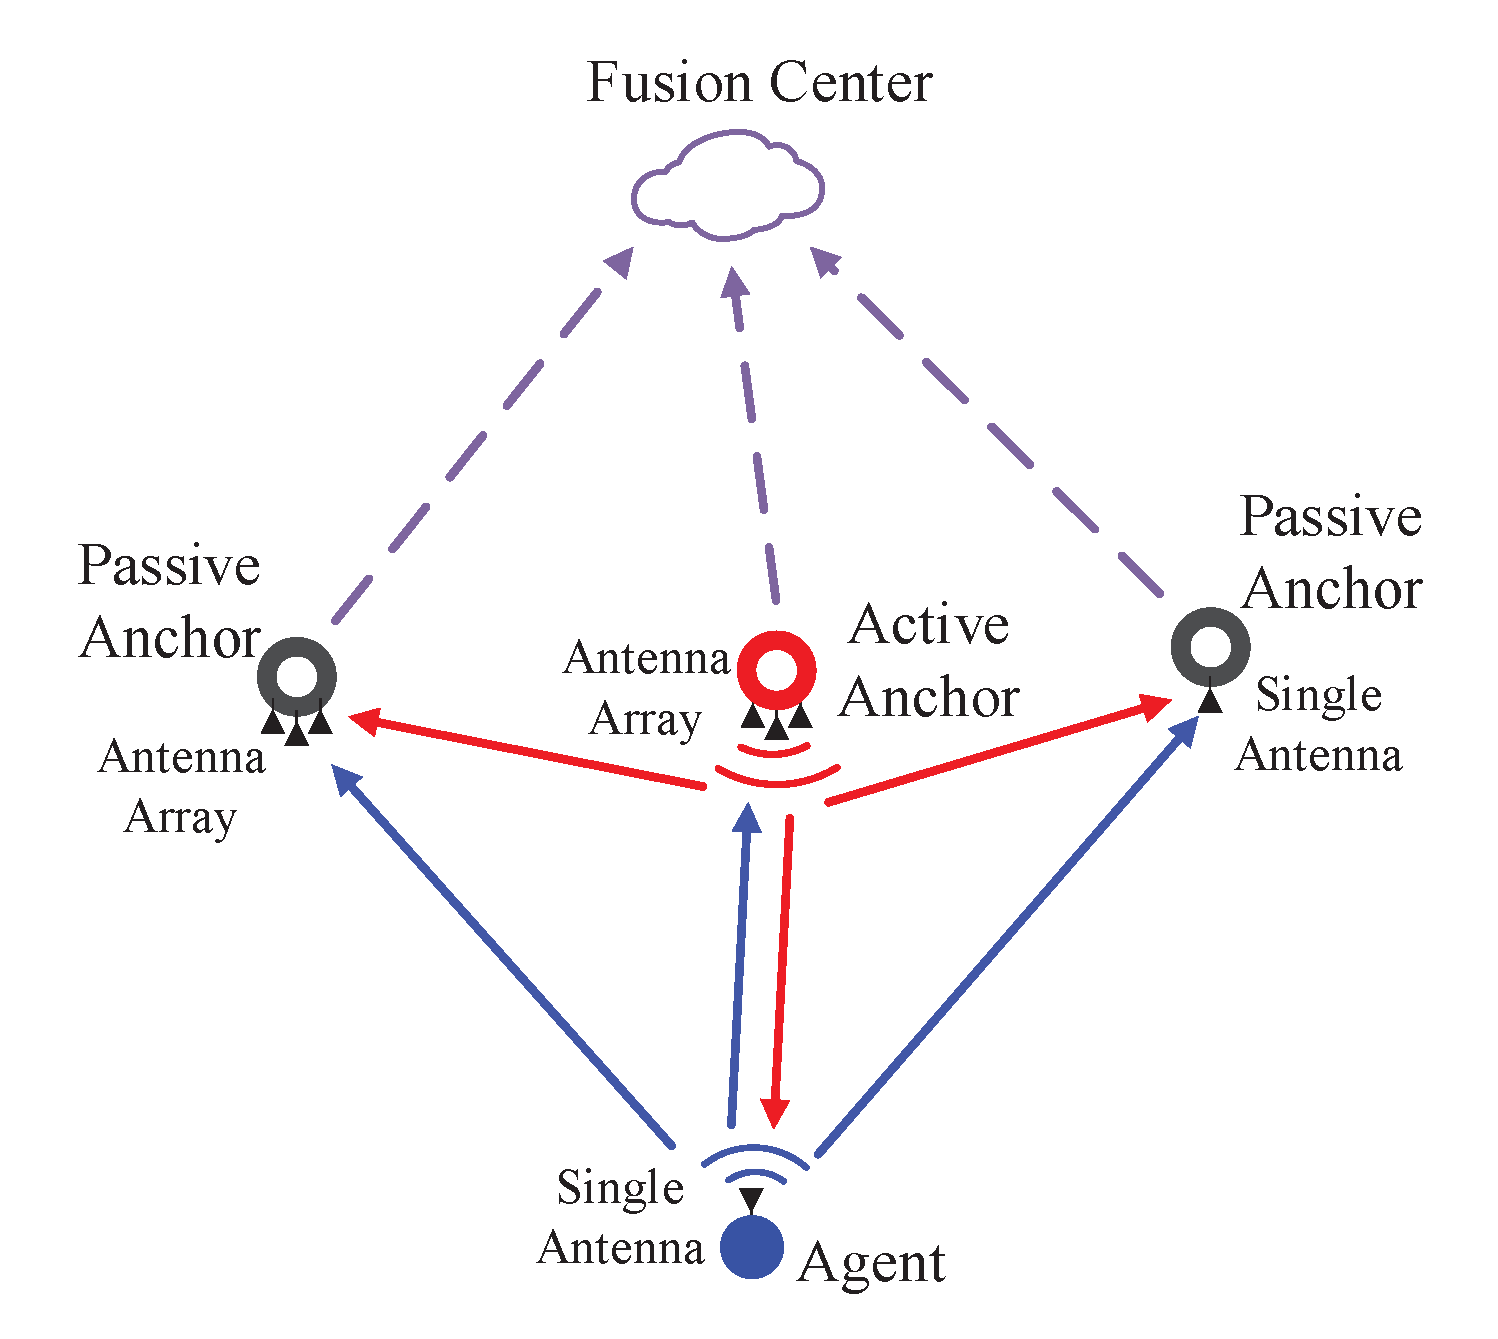 Fusion Center
Passive
Anchor
Antenna
Array
Antenna
Array
Active
Anchor
Passive
Anchor
Single
Antenna
Single
Antenna
Agent